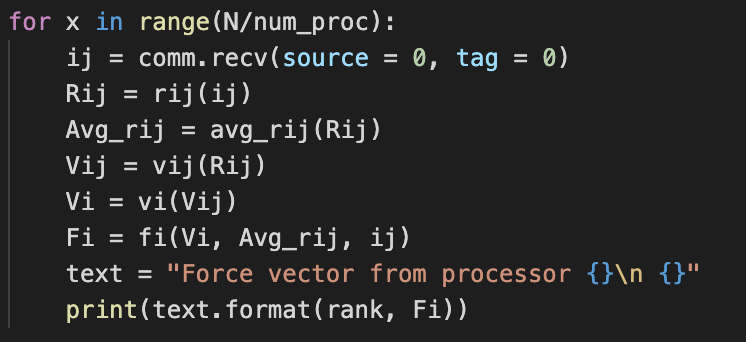 for x in range(N/num_proc):
    ij = comm.recv(source = 0, tag = 0)
    Rij = rij(ij)
    Avg_rij = avg_rij(Rij)
    Vij = vij(Rij)
    Vi = vi(Vij)
    Fi = fi(Vi, Avg_rij, ij)
    text = "Force vector from processor {}\n {}"
    print(text.format(rank, Fi))